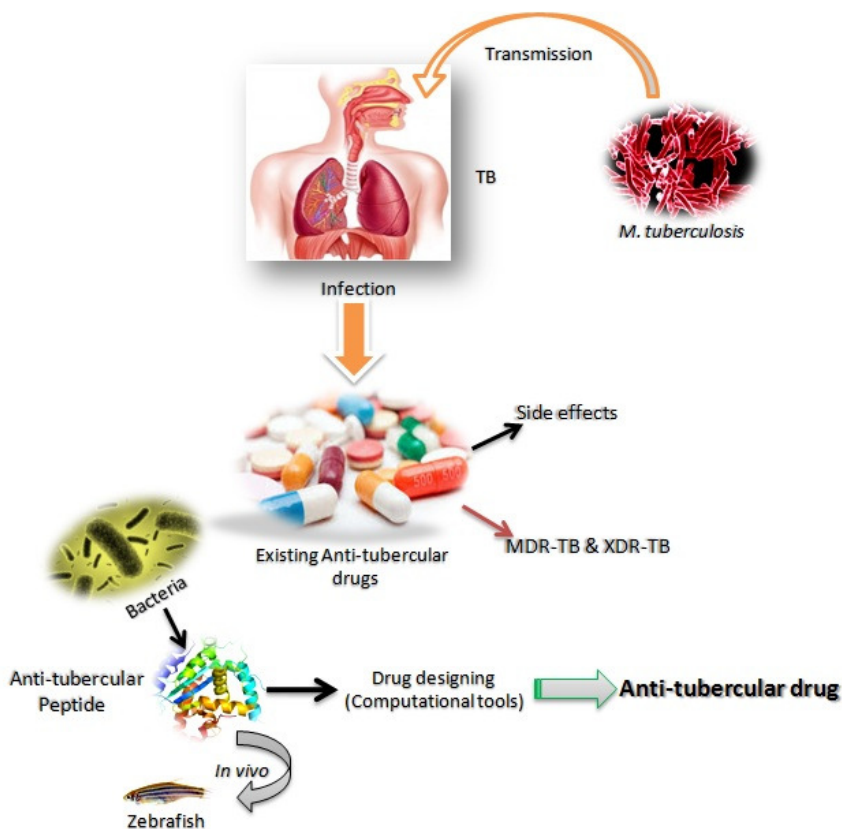 Transmission
TB
M. tuberculosis
Infection
Side effects
500 500
MDR-TB & XDR-TB
Existing Anti-tubercular
drugs
Bacteria
Anti-tubercular
Peptide
Drug designing
(Computational tools)
Anti-tubercular drug
In vivo
Zebrafish